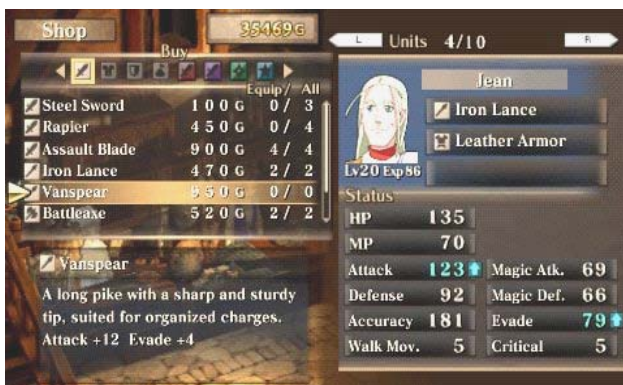 Shop
35469G
L Units 4/10 R
Buy
Equip/ All
Steel Sword 100G 0/ 3
Rapier 450G 0/ 4
Assault Blade 900G 4/ 4
Iron Lance 470G 2/ 2
Vanspear 850G 0/ 0
Battleaxe 520G 2/ 2
Vanspear
A long pike with a sharp and sturdy
tip, suited for organized charges.
Attack +12 Evade +4
Jean
Iron Lance
Leather Armor
Lv20 Exp86
Status
HP 135
MP 70
Attack 123 Magic Atk. 69
Defense 92 Magic Def. 66
Accuracy 181 Evade 79
Walk Mov. 5 Critical 5